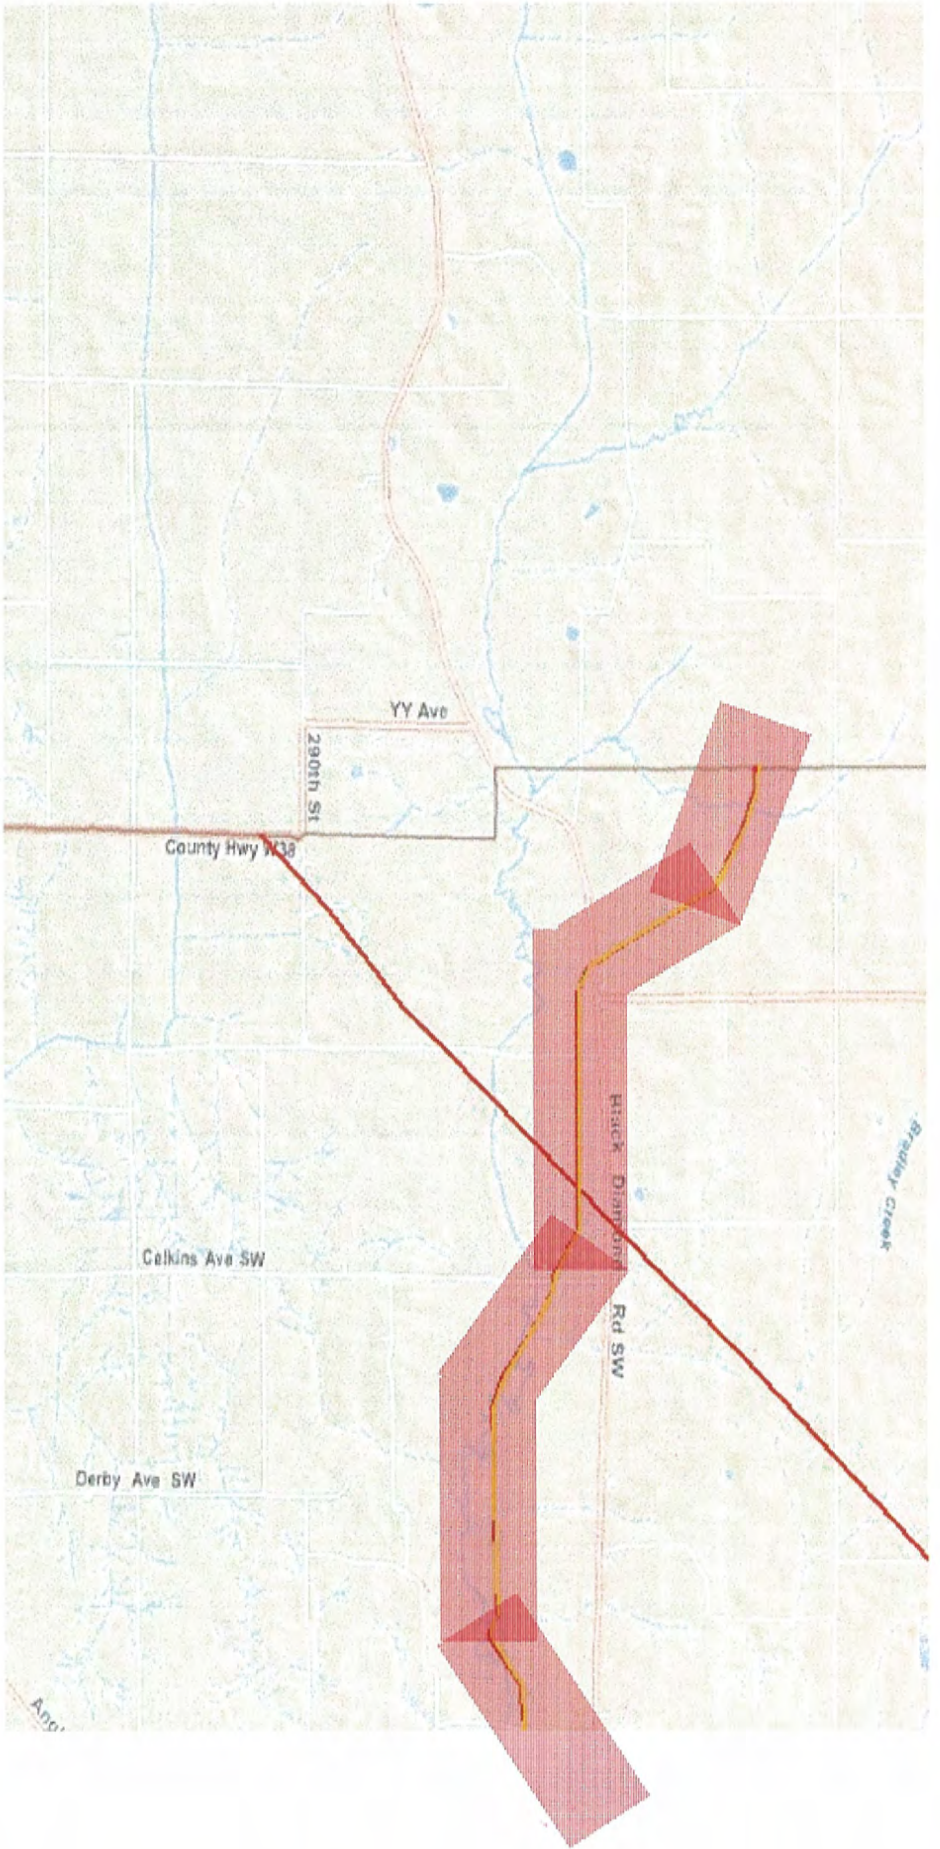 YY Ave
290th St
County Hwy W38
Black Diamond Rd SW
Bradley Creek
Calkins Ave SW
Derby Ave SW